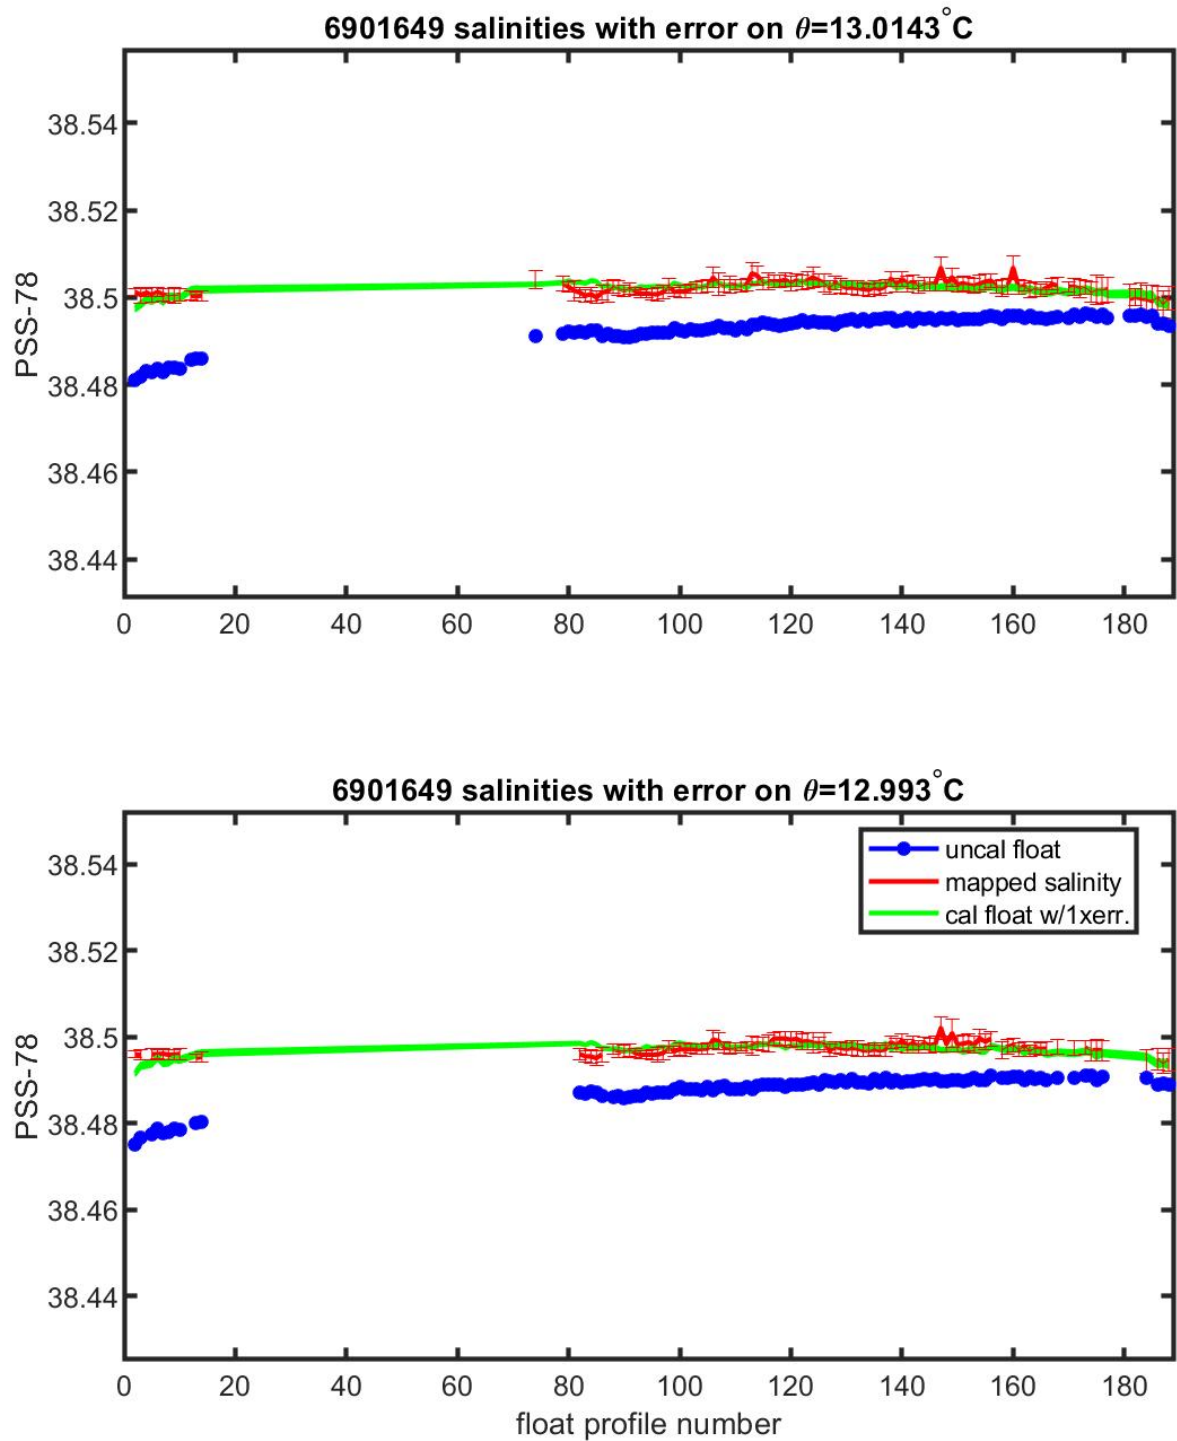 6901649 salinities with error on θ=13.0143°C
38.54
38.52
38.5
38.48
38.46
38.44
PSS-78
0 20 40 60 80 100 120 140 160 180
6901649 salinities with error on θ=12.993°C
uncal float
mapped salinity
cal float w/1xerr.
38.54
38.52
38.5
38.48
38.46
38.44
PSS-78
0 20 40 60 80 100 120 140 160 180
float profile number